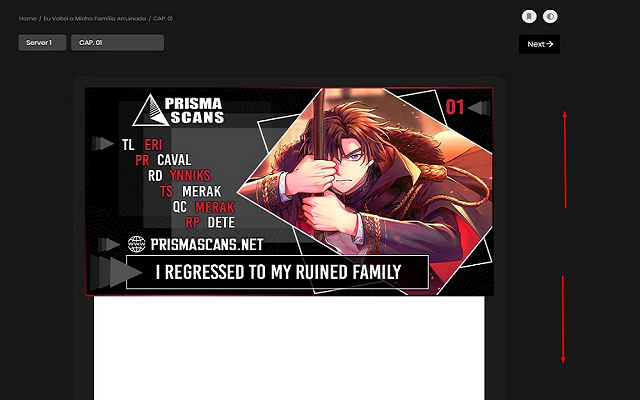 Home / Eu Voltei a Minha Família Arruinada / CAP. 01
Server 1
CAP. 01
Next
PRISMA
SCANS
01
TL ERI
PR CAVAL
RD YNNIKS
TS MERAK
QC MERAK
RP DETE
PRISMASCANS.NET
I REGRESSED TO MY RUINED FAMILY